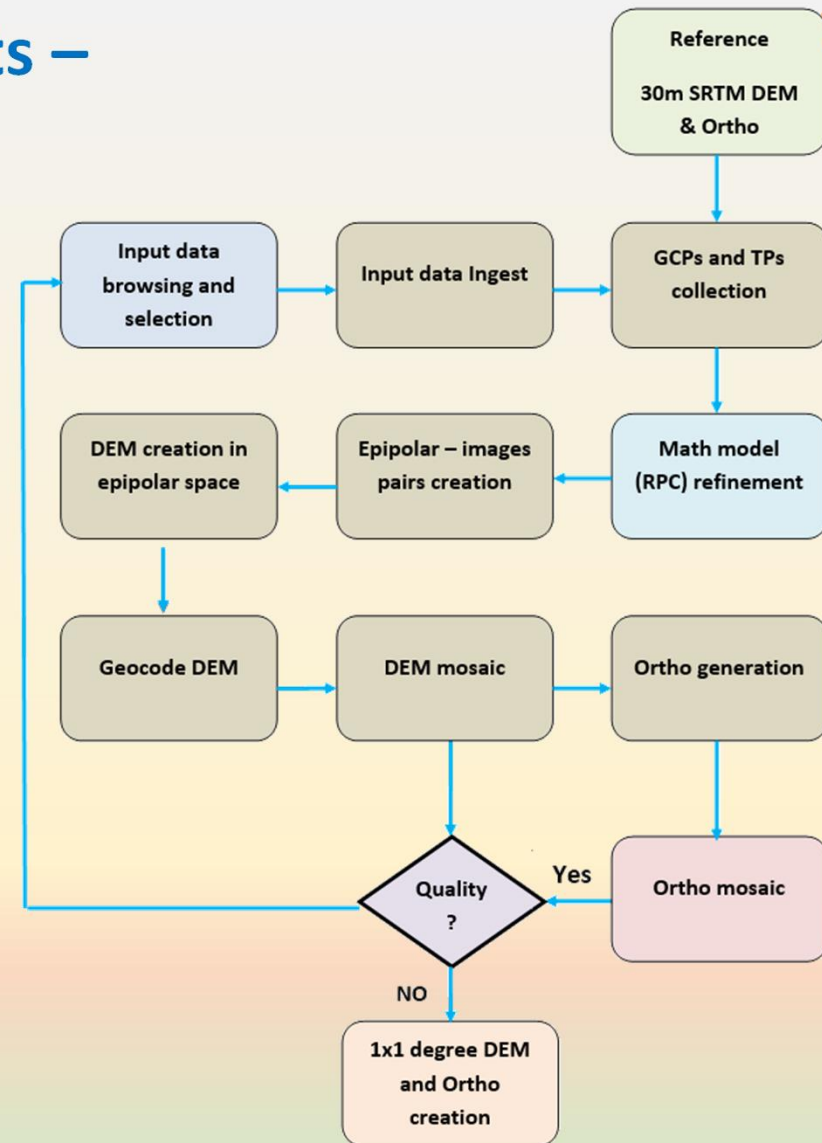 ts –
Reference
30m SRTM DEM
& Ortho
Input data
browsing and
selection
Input data Ingest
GCPs and TPs
collection
DEM creation in
epipolar space
Epipolar – images
pairs creation
Math model
(RPC) refinement
Geocode DEM
DEM mosaic
Ortho generation
Quality
?
Yes
Ortho mosaic
NO
1x1 degree DEM
and Ortho
creation